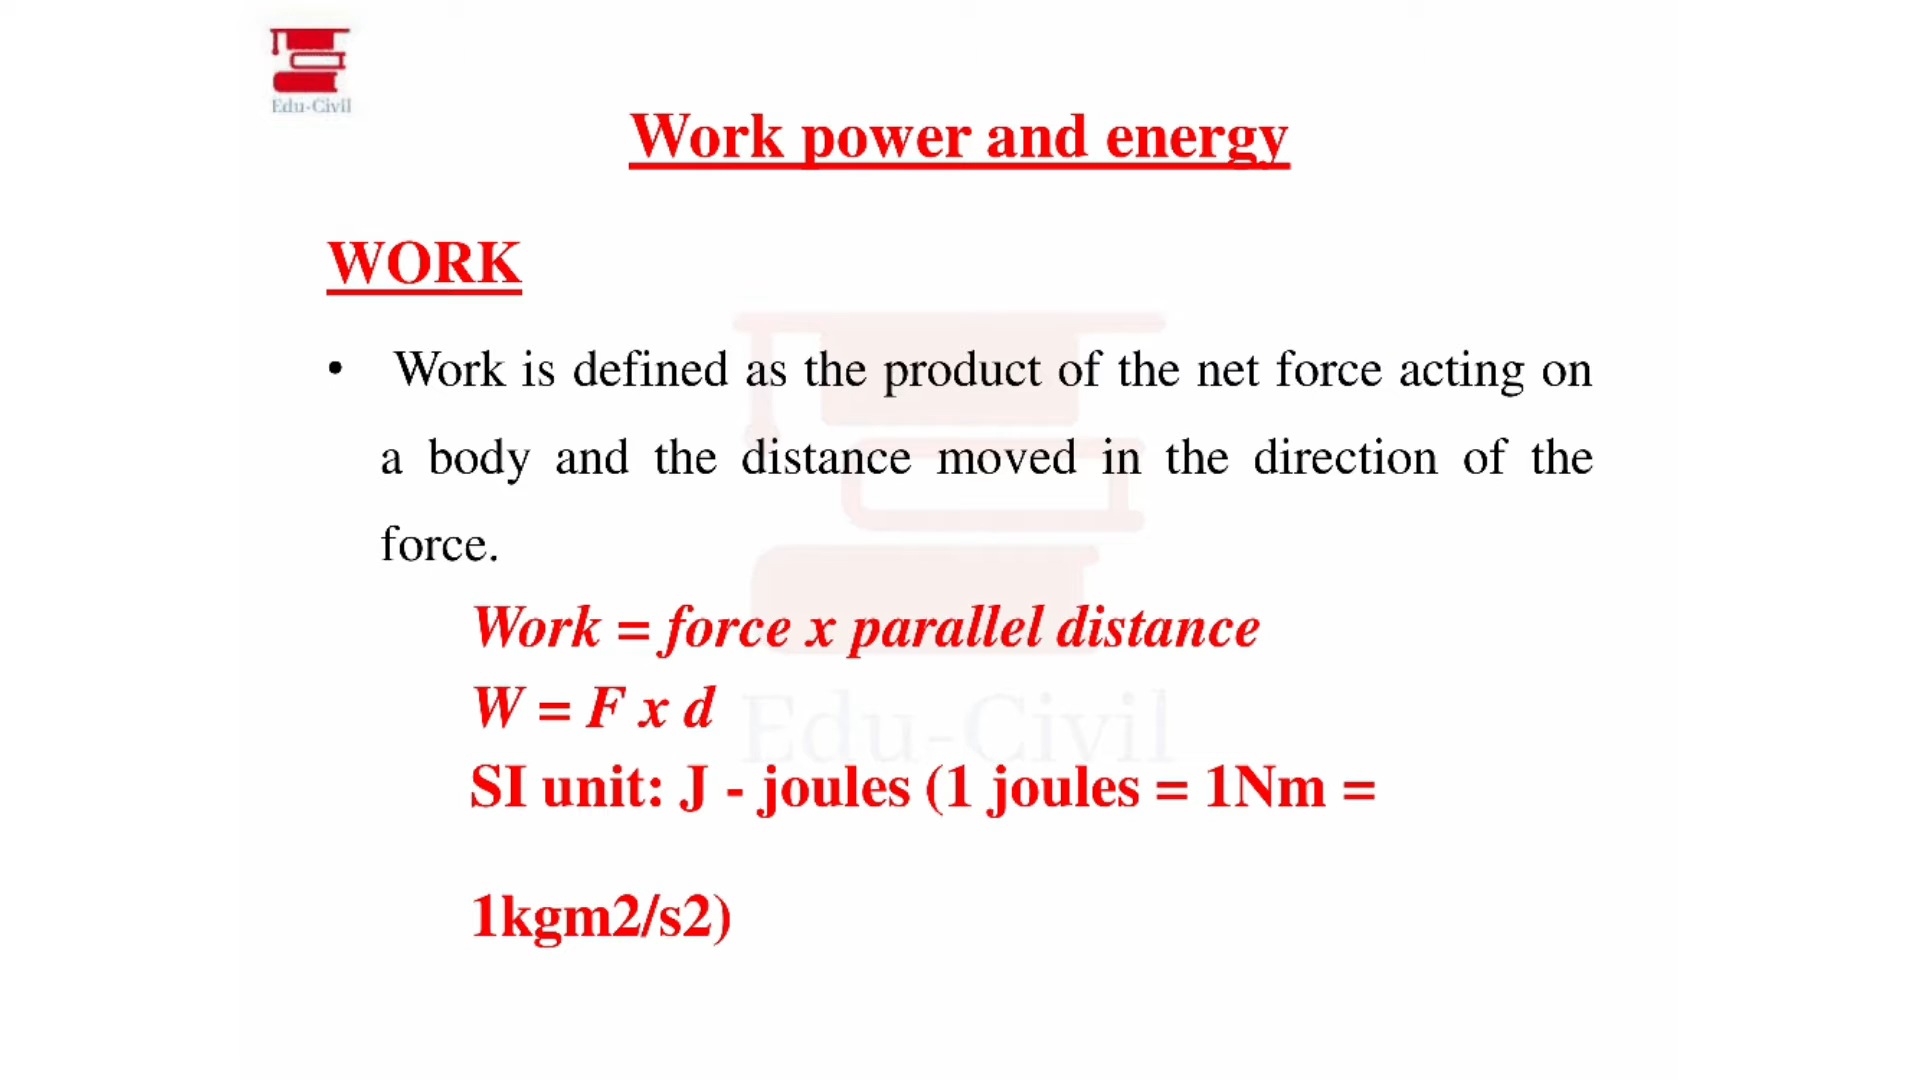 Edu-Civil
Work power and energy
WORK
• Work is defined as the product of the net force acting on
a body and the distance moved in the direction of the
force.
Work = force x parallel distance
W = F x d
Edu-Civil
SI unit: J - joules (1 joules = 1Nm =
1kgm2/s2)